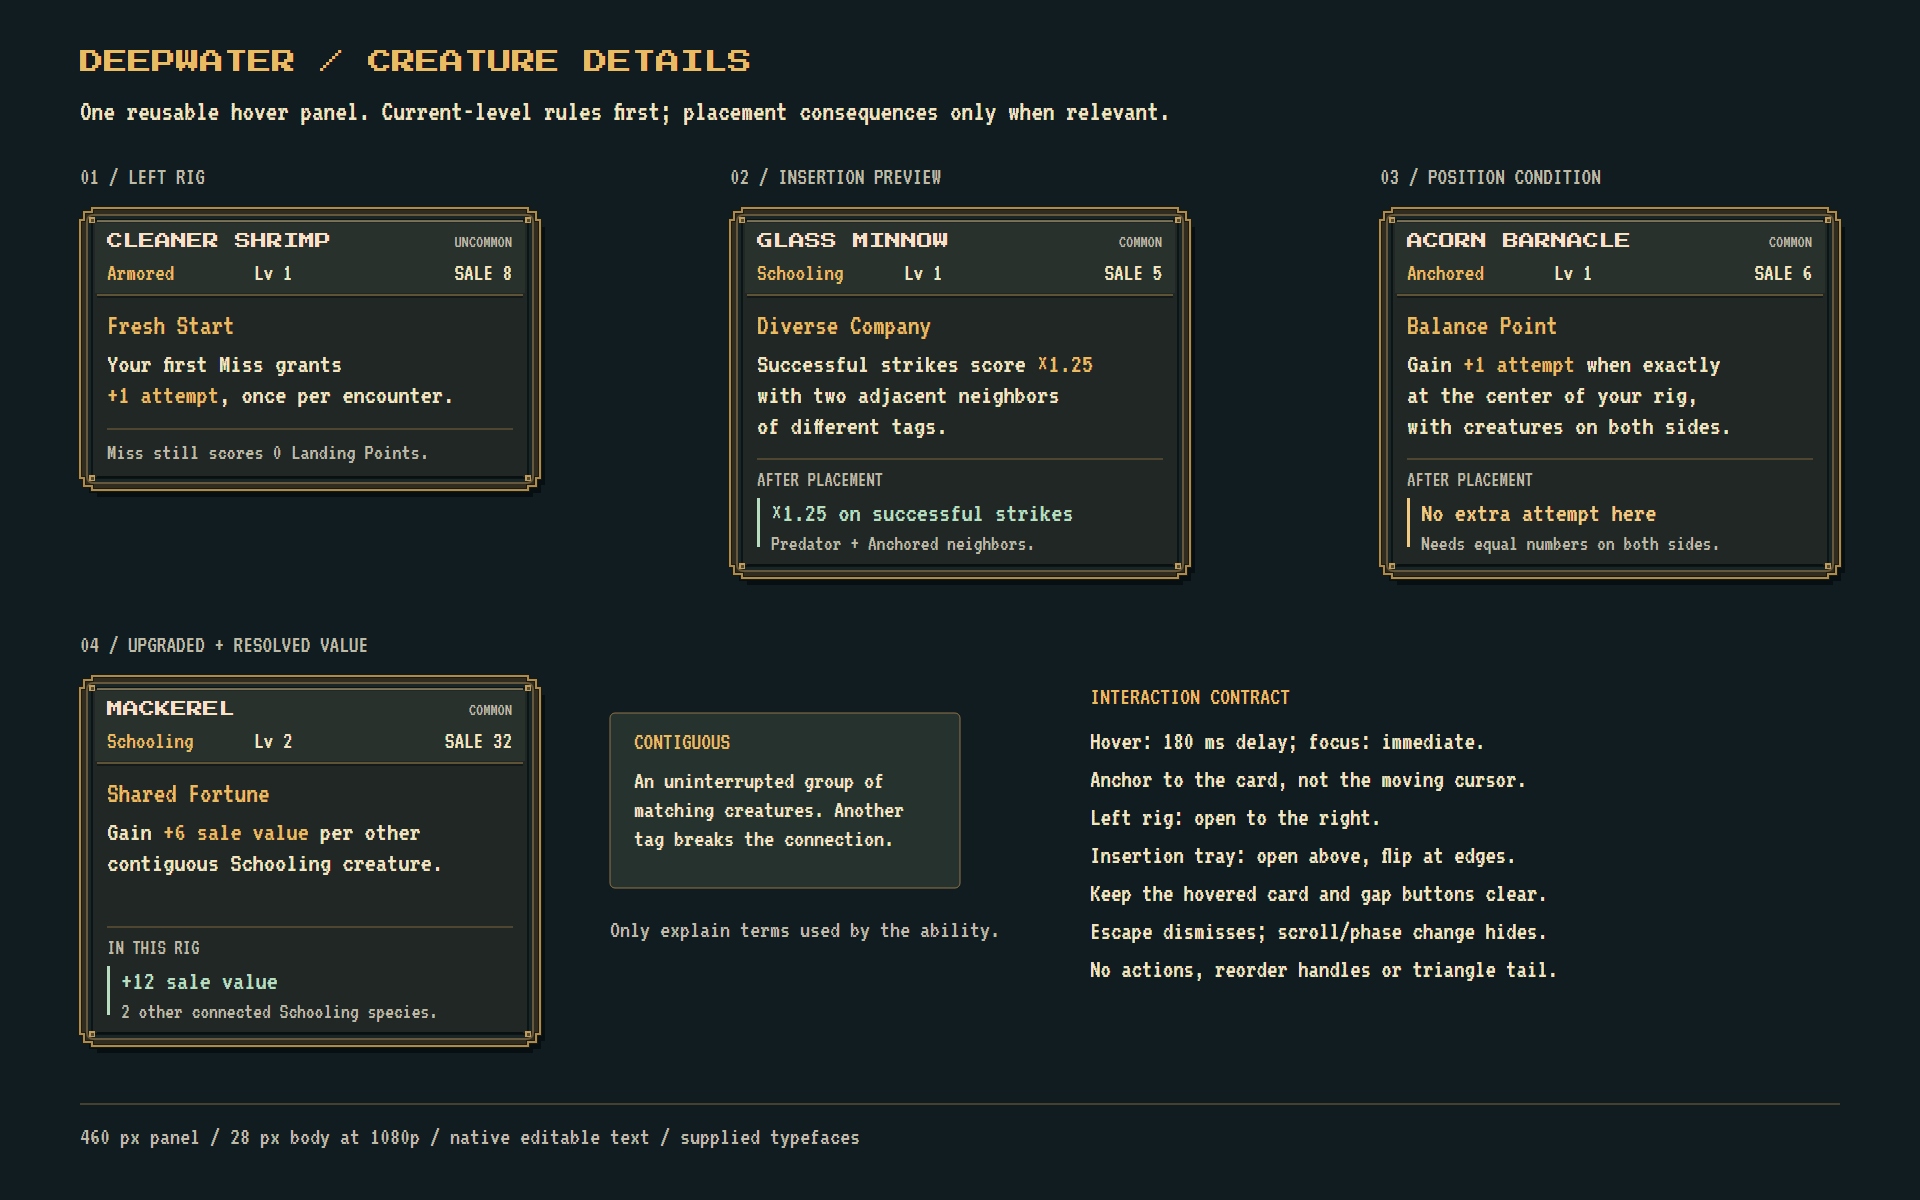 DEEPWATER / CREATURE DETAILS
One reusable hover panel. Current-level rules first; placement consequences only when relevant.
01 / LEFT RIG
CLEANER SHRIMP UNCOMMON
Armored Lv 1 SALE 8
Fresh Start
Your first Miss grants
+1 attempt, once per encounter.
Miss still scores 0 Landing Points.
02 / INSERTION PREVIEW
GLASS MINNOW COMMON
Schooling Lv 1 SALE 5
Diverse Company
Successful strikes score X1.25
with two adjacent neighbors
of different tags.
AFTER PLACEMENT
X1.25 on successful strikes
Predator + Anchored neighbors.
03 / POSITION CONDITION
ACORN BARNACLE COMMON
Anchored Lv 1 SALE 6
Balance Point
Gain +1 attempt when exactly
at the center of your rig,
with creatures on both sides.
AFTER PLACEMENT
No extra attempt here
Needs equal numbers on both sides.
04 / UPGRADED + RESOLVED VALUE
MACKEREL COMMON
Schooling Lv 2 SALE 32
Shared Fortune
Gain +6 sale value per other
contiguous Schooling creature.
IN THIS RIG
+12 sale value
2 other connected Schooling species.
CONTIGUOUS
An uninterrupted group of
matching creatures. Another
tag breaks the connection.
Only explain terms used by the ability.
INTERACTION CONTRACT
Hover: 180 ms delay; focus: immediate.
Anchor to the card, not the moving cursor.
Left rig: open to the right.
Insertion tray: open above, flip at edges.
Keep the hovered card and gap buttons clear.
Escape dismisses; scroll/phase change hides.
No actions, reorder handles or triangle tail.
460 px panel / 28 px body at 1080p / native editable text / supplied typefaces